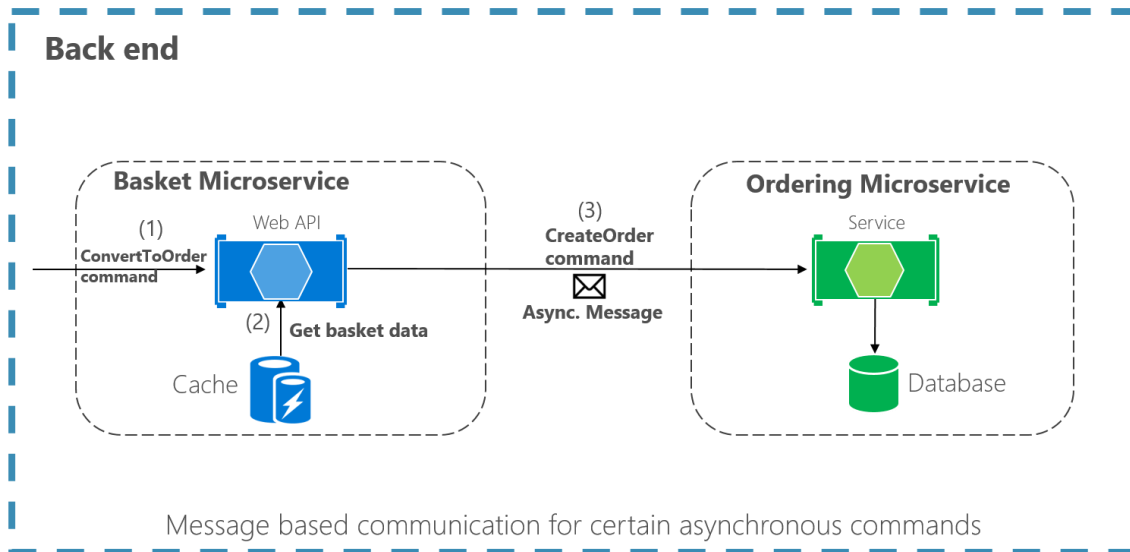 Back end
Basket Microservice
(1)
Web API
ConvertToOrder
command
(2)
Get basket data
Cache
(3)
CreateOrder
command
Async. Message
Ordering Microservice
Service
Database
Message based communication for certain asynchronous commands